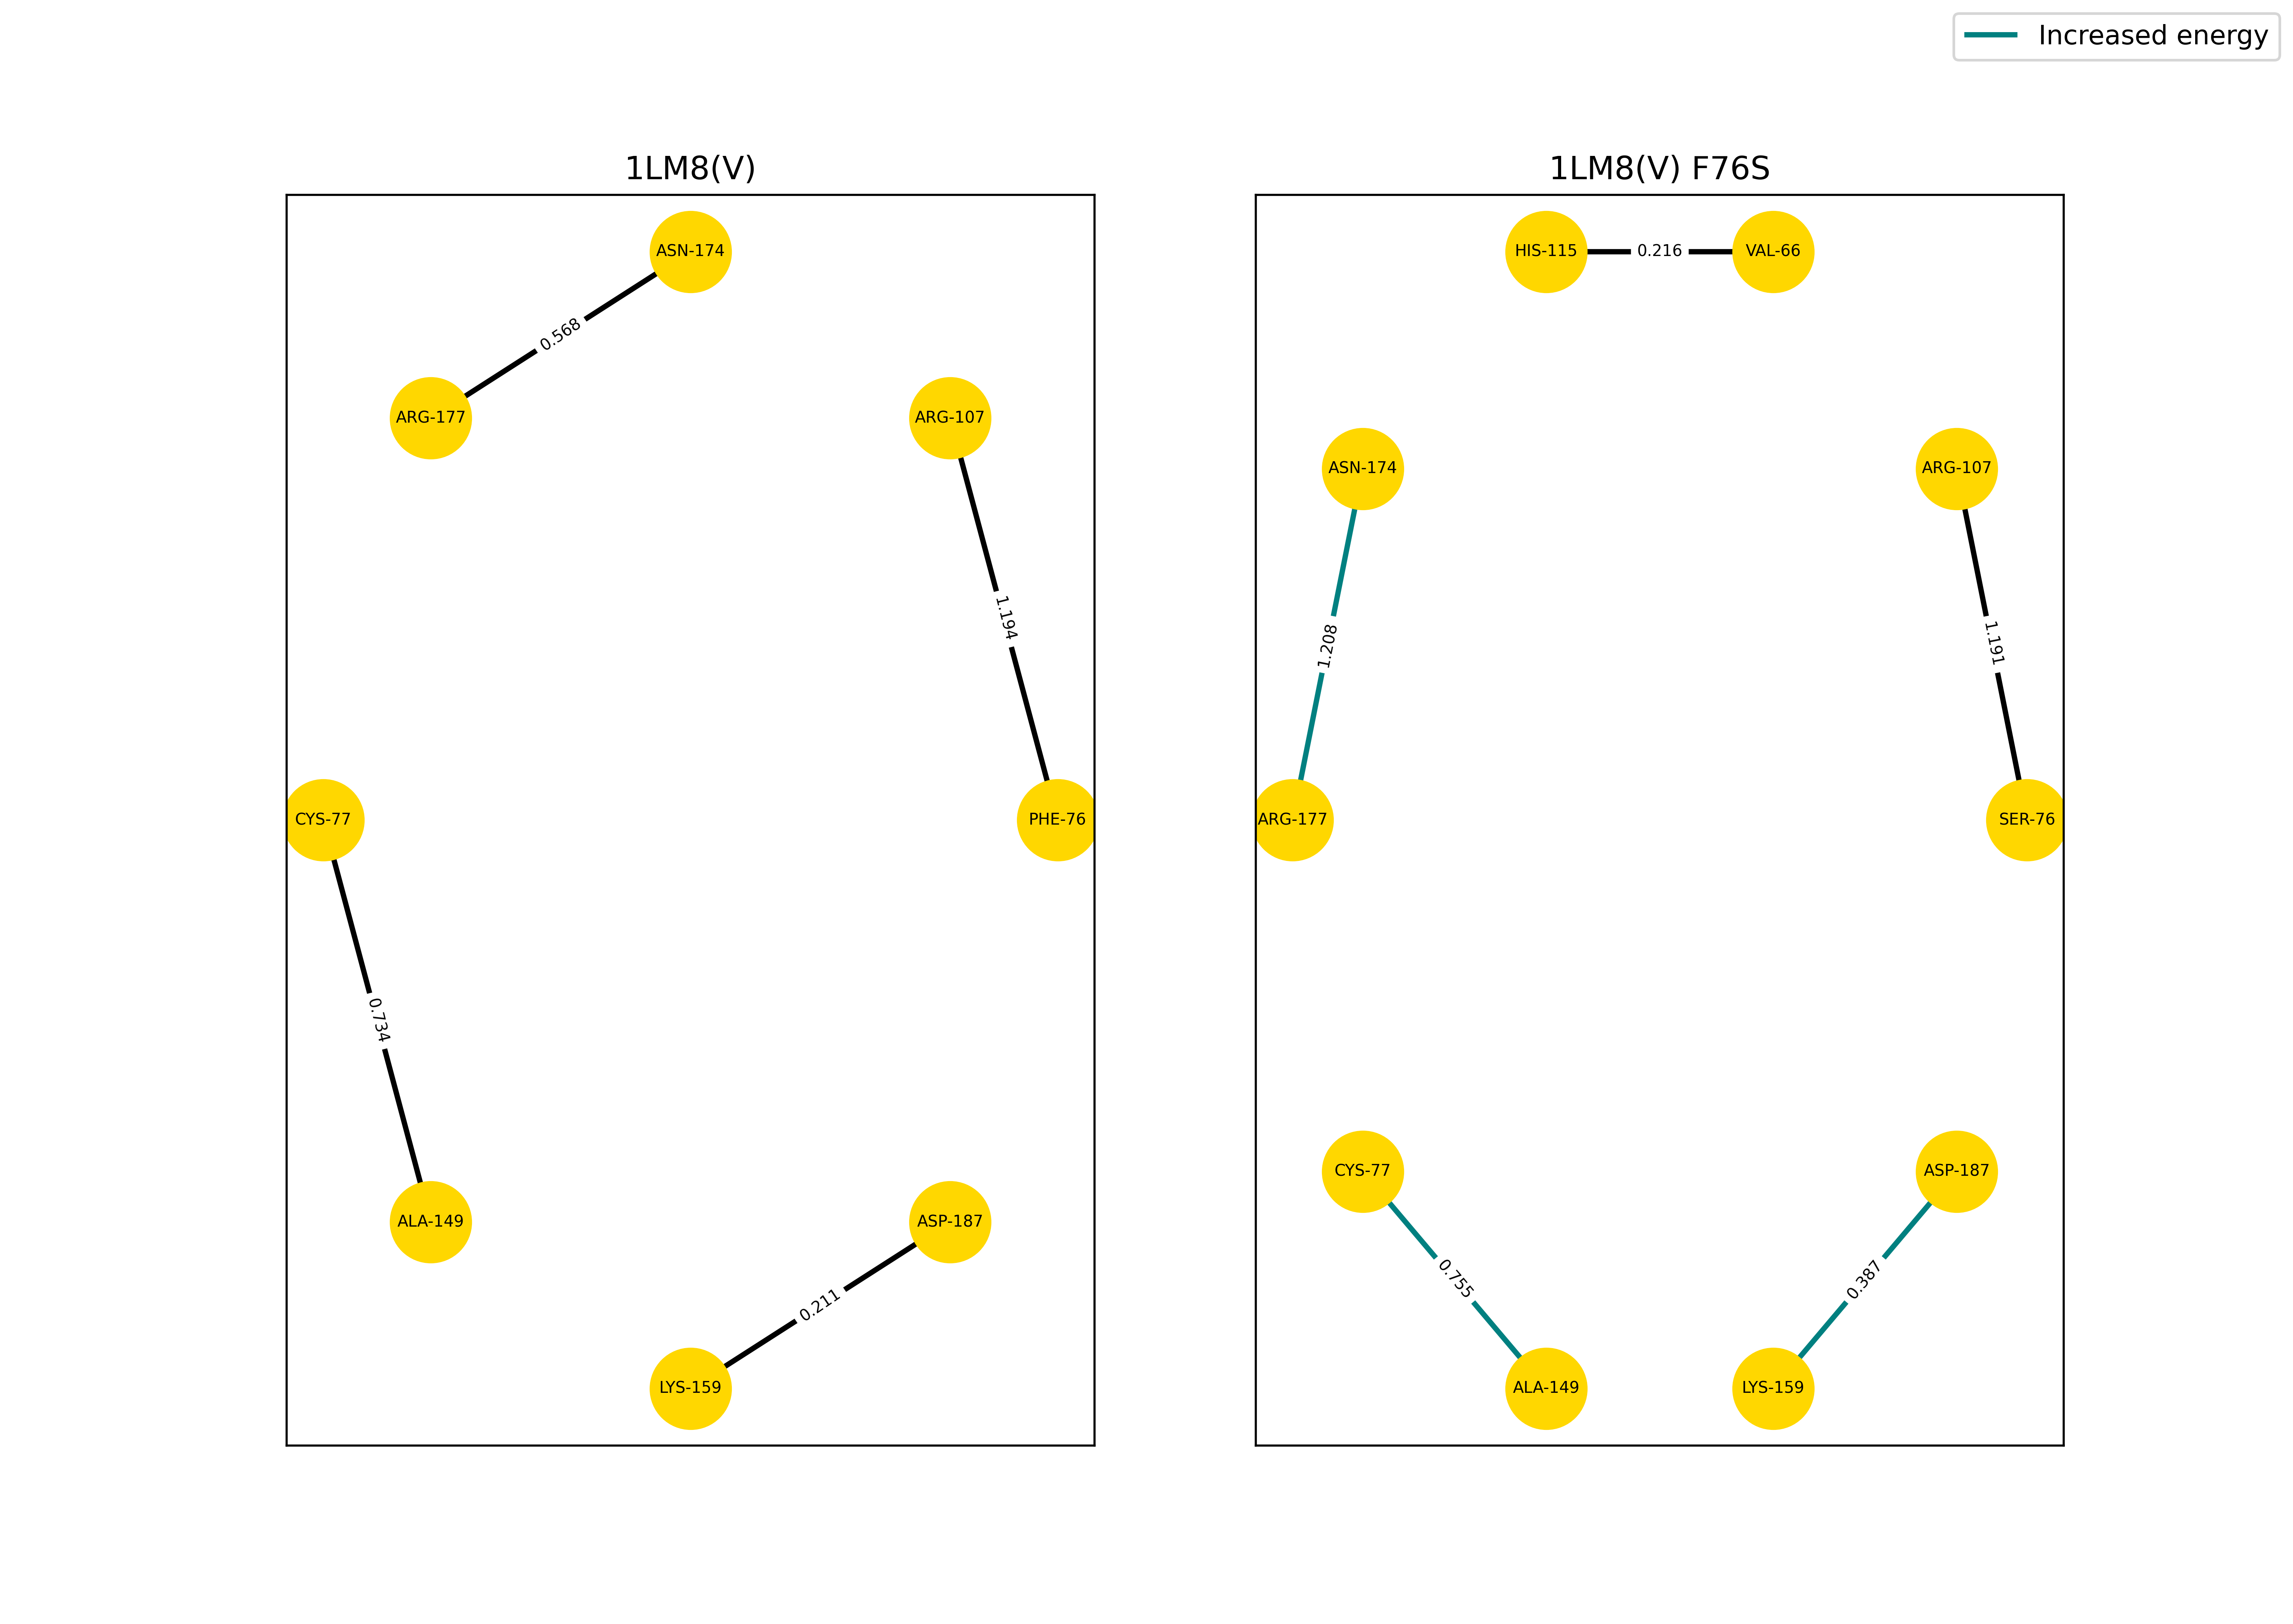 Increased energy
1LM8(V)
ASN-174
0.568
ARG-177
ARG-107
1.194
CYS-77
PHE-76
0.734
ALA-149
ASP-187
0.211
LYS-159
1LM8(V) F76S
HIS-115
0.216
VAL-66
ASN-174
ARG-107
1.208
1.191
ARG-177
SER-76
CYS-77
ASP-187
0.755
0.387
ALA-149
LYS-159